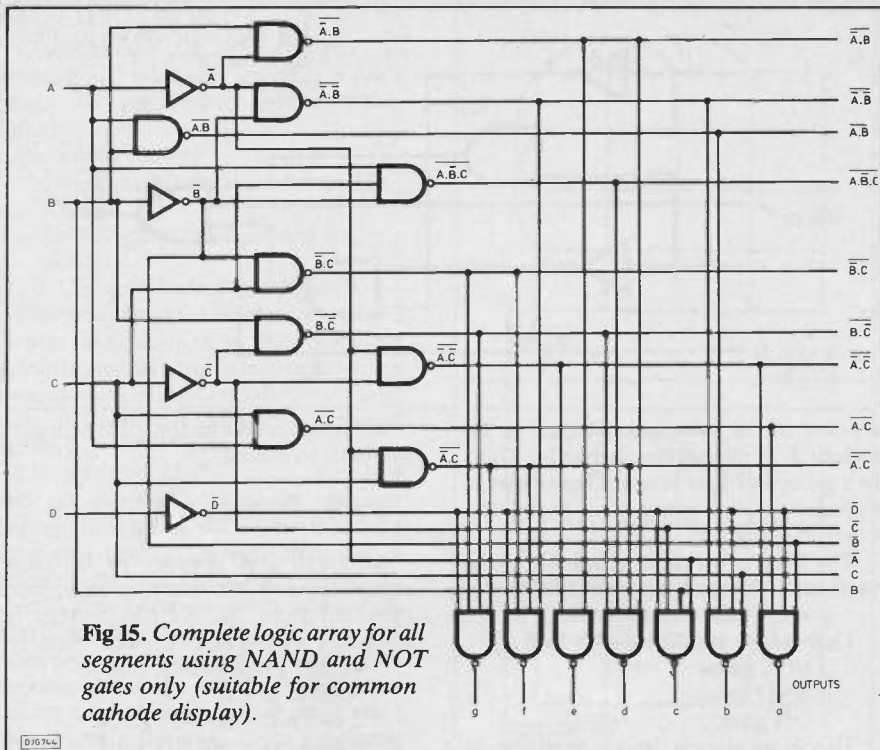 A̅.B A̅.B
A A̅ A̅.B̅ A̅.B̅
A.B A.B
B B̅ A.B̅.C A.B̅.C
B̅.C B̅.C
B.C̅ B.C̅
C C̅ A̅.C̅ A̅.C̅
A.C A.C
A̅.C A̅.C
D D̅ D̅
C̅
B̅
A̅
C
B
Fig 15. Complete logic array for all
segments using NAND and NOT
gates only (suitable for common
cathode display).
OUTPUTS
g f e d c b a
DJG744